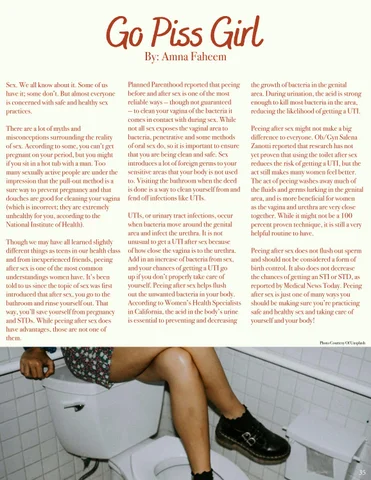 Go Piss Girl
By: Amna Faheem
Sex. We all know about it. Some of us
have it; some don't. But almost everyone
is concerned with safe and healthy sex
practices.
There are a lot of myths and
misconceptions surrounding the reality
of sex. According to some, you can't get
pregnant on your period, but you might
if you sit in a hot tub with a man. Too
many sexually active people are under the
impression that the pull-out method is a
sure way to prevent pregnancy and that
douches are good for cleaning your vagina
(which is incorrect; they are extremely
unhealthy for you, according to the
National Institute of Health).
Though we may have all learned slightly
different things as teens in our health class
and from inexperienced friends, peeing
after sex is one of the most common
understandings women have. It's been
told to us since the topic of sex was first
introduced that after sex, you go to the
bathroom and rinse yourself out. That
way, you'll save yourself from pregnancy
and STDs. While peeing after sex does
have advantages, those are not one of
them.
Planned Parenthood reported that peeing
before and after sex is one of the most
reliable ways — though not guaranteed
— to clean your vagina of the bacteria it
comes in contact with during sex. While
not all sex exposes the vaginal area to
bacteria, penetrative and some methods
of oral sex do, so it is important to ensure
that you are being clean and safe. Sex
introduces a lot of foreign germs to your
sensitive areas that your body is not used
to. Visiting the bathroom when the deed
is done is a way to clean yourself from and
fend off infections like UTIs.
UTIs, or urinary tract infections, occur
when bacteria move around the genital
area and infect the urethra. It is not
unusual to get a UTI after sex because
of how close the vagina is to the urethra.
Add in an increase of bacteria from sex,
and your chances of getting a UTI go
up if you don't properly take care of
yourself. Peeing after sex helps flush
out the unwanted bacteria in your body.
According to Women's Health Specialists
in California, the acid in the body's urine
is essential to preventing and decreasing
the growth of bacteria in the genital
area. During urination, the acid is strong
enough to kill most bacteria in the area,
reducing the likelihood of getting a UTI.
Peeing after sex might not make a big
difference to everyone. Ob/Gyn Salena
Zanotti reported that research has not
yet proven that using the toilet after sex
reduces the risk of getting a UTI, but the
act still makes many women feel better.
The act of peeing washes away much of
the fluids and germs lurking in the genital
area, and is more beneficial for women
as the vagina and urethra are very close
together. While it might not be a 100
percent proven technique, it is still a very
helpful routine to have.
Peeing after sex does not flush out sperm
and should not be considered a form of
birth control. It also does not decrease
the chances of getting an STI or STD, as
reported by Medical News Today. Peeing
after sex is just one of many ways you
should be making sure you're practicing
safe and healthy sex and taking care of
yourself and your body!
Photo Courtesy Of Unsplash
35